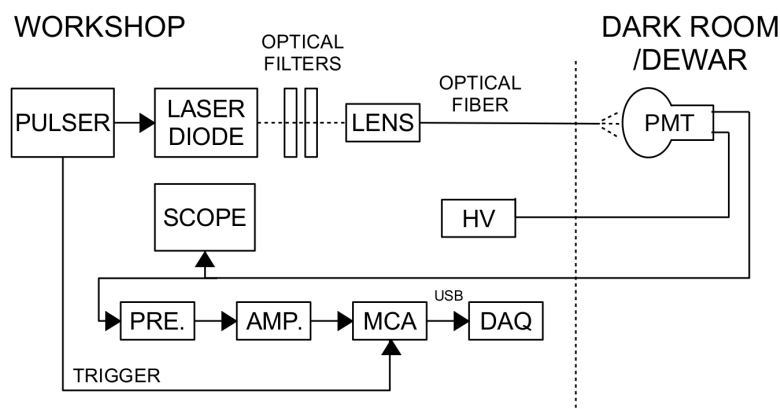 WORKSHOP
DARK ROOM
/DEWAR
OPTICAL
FILTERS
OPTICAL
FIBER
PULSER
LASER
DIODE
LENS
PMT
SCOPE
HV
USB
PRE.
AMP.
MCA
DAQ
TRIGGER